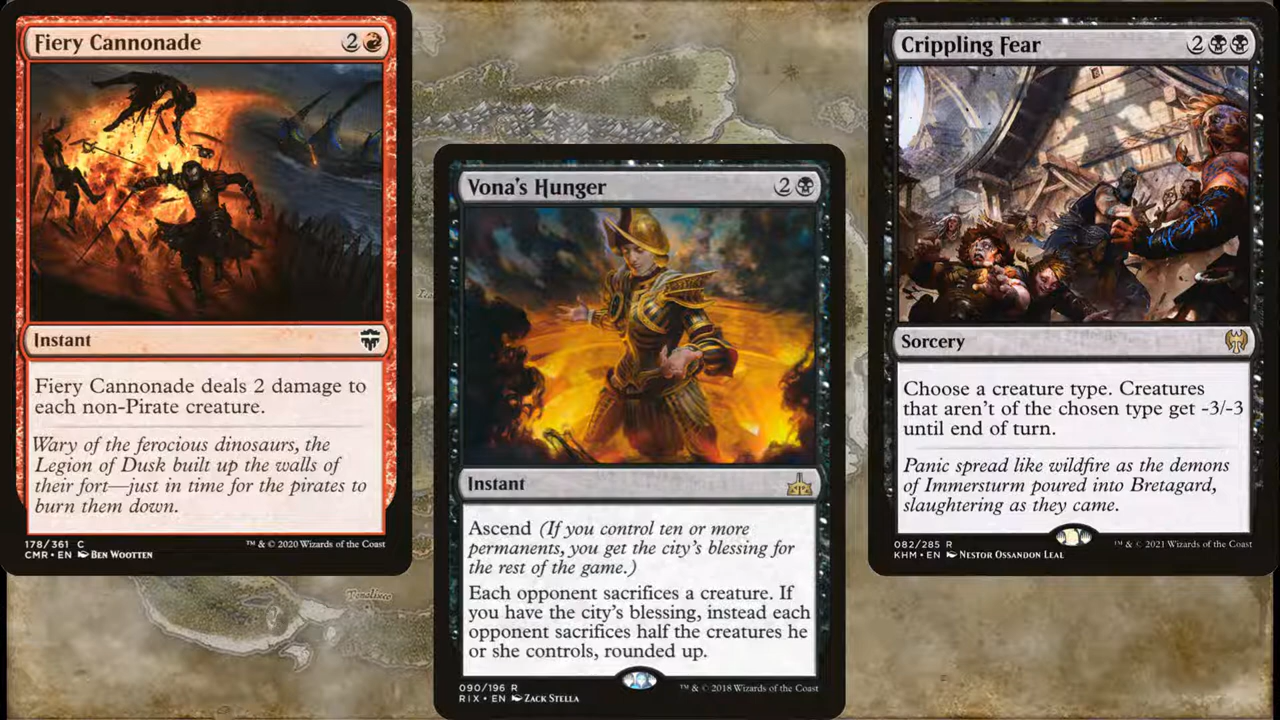 Fiery Cannonade 2
Instant
Fiery Cannonade deals 2 damage to
each non-Pirate creature.
Wary of the ferocious dinosaurs, the
Legion of Dusk built up the walls of
their fort—just in time for the pirates to
burn them down.
178/361 C
CMR • EN Ben Wootten
™ & © 2020 Wizards of the Coast
Vona's Hunger 2
Instant
Ascend (If you control ten or more
permanents, you get the city's blessing for
the rest of the game.)
Each opponent sacrifices a creature. If
you have the city's blessing, instead each
opponent sacrifices half the creatures he
or she controls, rounded up.
090/196 R
RIX • EN Zack Stella
™ & © 2018 Wizards of the Coast
Crippling Fear 2
Sorcery
Choose a creature type. Creatures
that aren't of the chosen type get -3/-3
until end of turn.
Panic spread like wildfire as the demons
of Immersturm poured into Bretagard,
slaughtering as they came.
082/285 R
KHM • EN Nestor Ossandon Leal
™ & © 2021 Wizards of the Coast